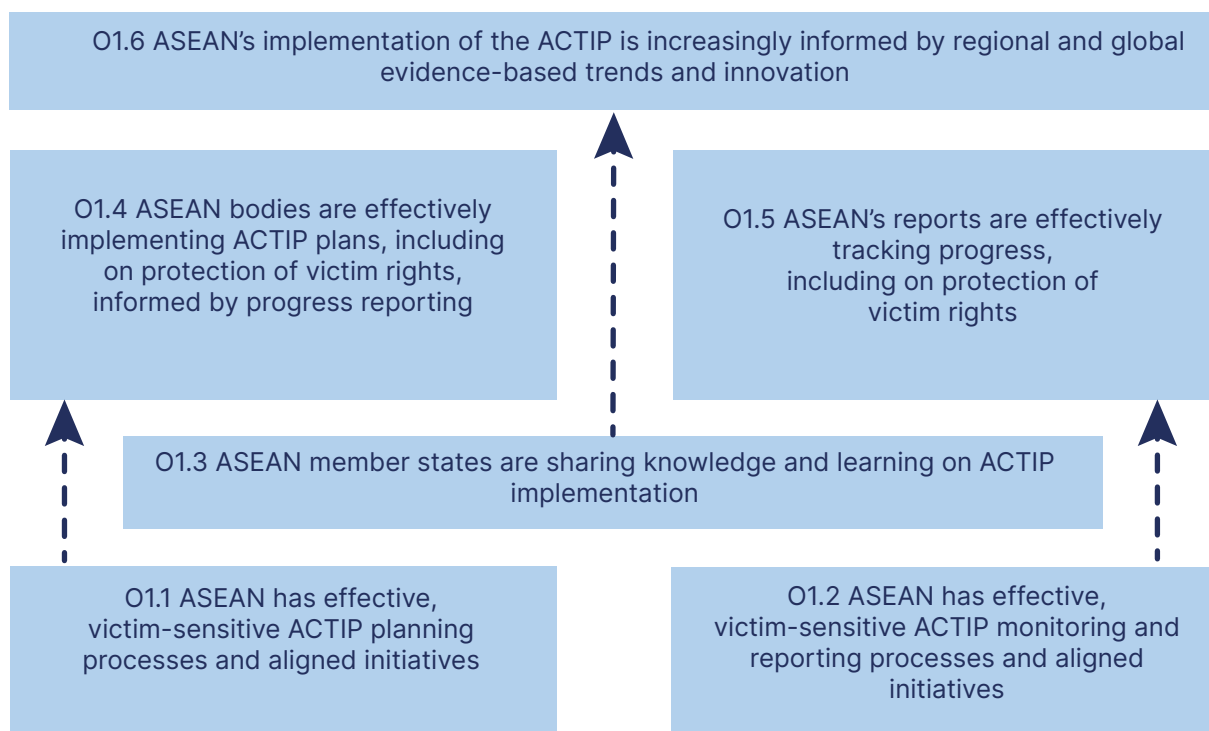 O1.6 ASEAN’s implementation of the ACTIP is increasingly informed by regional and global
evidence-based trends and innovation
O1.4 ASEAN bodies are effectively
implementing ACTIP plans, including
on protection of victim rights,
informed by progress reporting
O1.5 ASEAN’s reports are effectively
tracking progress,
including on protection of
victim rights
O1.3 ASEAN member states are sharing knowledge and learning on ACTIP
implementation
O1.1 ASEAN has effective,
victim-sensitive ACTIP planning
processes and aligned initiatives
O1.2 ASEAN has effective,
victim-sensitive ACTIP monitoring and
reporting processes and aligned
initiatives